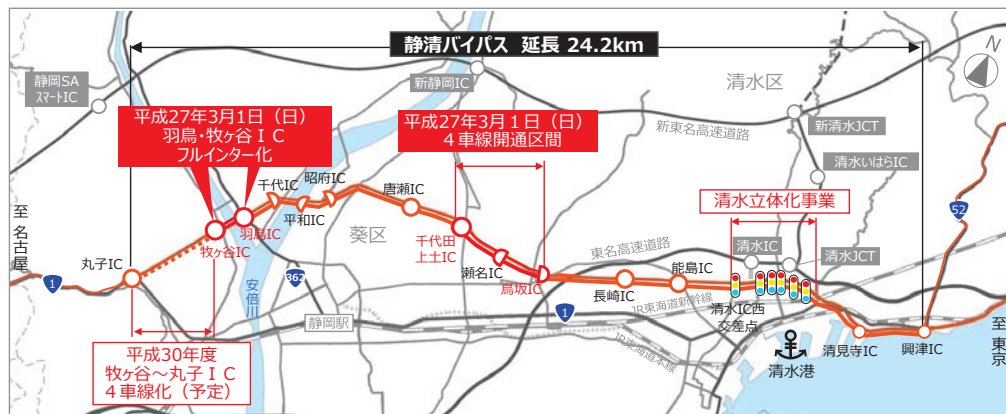 静清バイパス 延長 24.2km
N
静岡SA
スマートIC
新静岡IC
清水区
平成27年3月1日（日）
羽鳥・牧ヶ谷ＩＣ
フルインター化
平成27年3月１日（日）
４車線開通区間
新東名高速道路
新清水JCT
清水いはらIC
千代IC
昭府IC
平和IC
唐瀬IC
葵区
清水立体化事業
52
至 名古屋
1
丸子IC
牧ヶ谷IC
羽鳥IC
千代田
上土IC
瀬名IC
鳥坂IC
東名高速道路
清水IC
清水JCT
長崎IC
能島IC
362
安倍川
静岡駅
1
JR東海道新幹線
JR東海道本線
清水IC西
交差点
清水港
清見寺IC
興津IC
至 東京
平成30年度
牧ヶ谷～丸子ＩＣ
４車線化（予定）